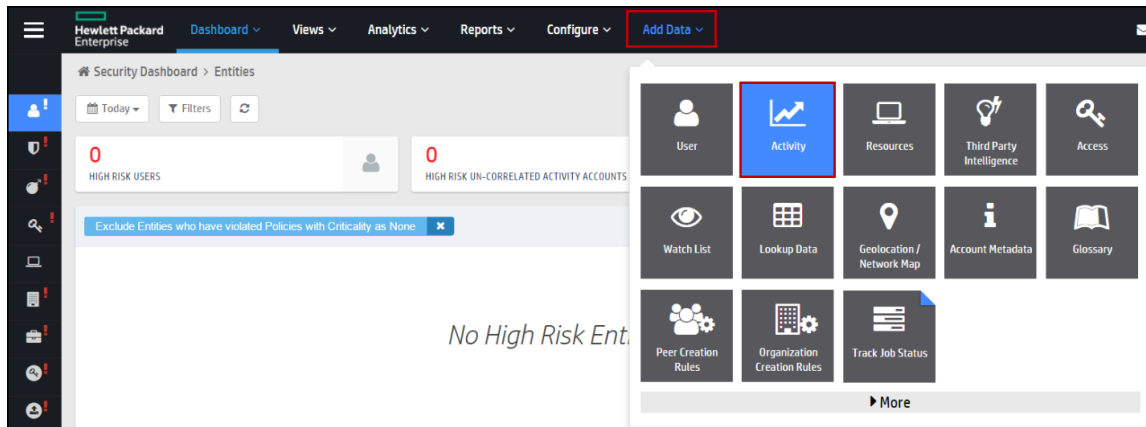 Hewlett Packard
Enterprise
Dashboard
Views
Analytics
Reports
Configure
Add Data
Security Dashboard > Entities
Today
Filters
0
HIGH RISK USERS
0
HIGH RISK UN-CORRELATED ACTIVITY ACCOUNTS
Exclude Entities who have violated Policies with Criticality as None
No High Risk Enti
User
Activity
Resources
Third Party
Intelligence
Access
Watch List
Lookup Data
Geolocation /
Network Map
Account Metadata
Glossary
Peer Creation
Rules
Organization
Creation Rules
Track Job Status
More